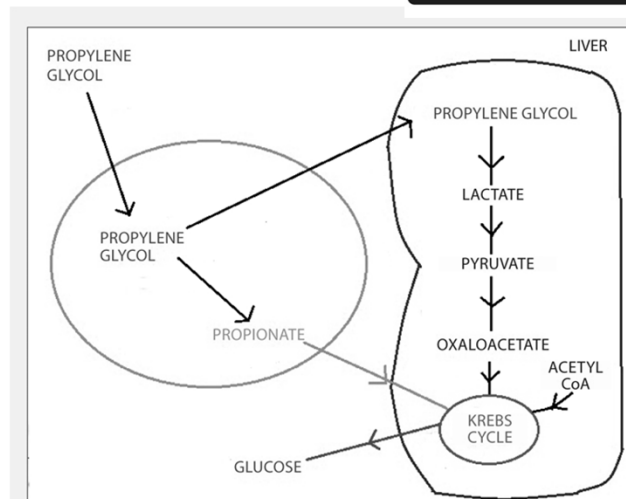 LIVER
PROPYLENE
GLYCOL
PROPYLENE GLYCOL
LACTATE
PROPYLENE
GLYCOL
PYRUVATE
PROPIONATE
OXALOACETATE
ACETYL
CoA
KREBS
CYCLE
GLUCOSE